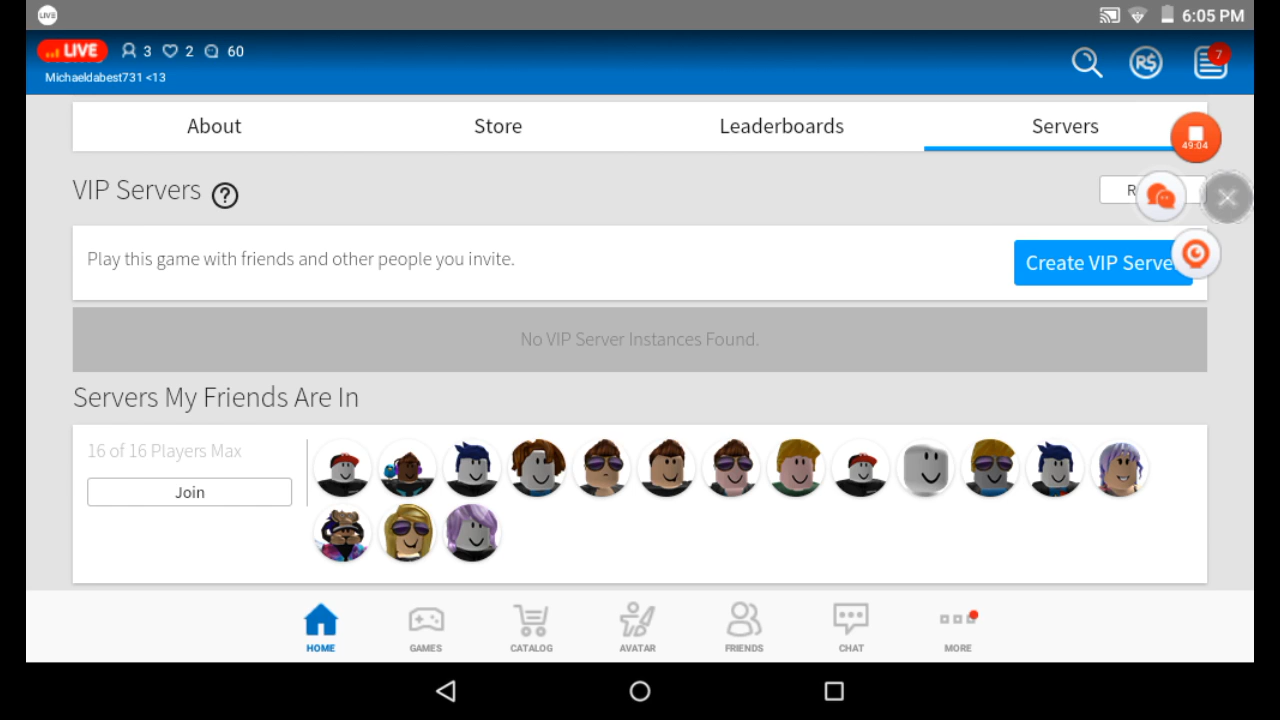 LIVE
6:05 PM
LIVE 3 2 60
Michaeldabest731 <13
R$
7
About Store Leaderboards Servers
49:04
VIP Servers ?
R
Play this game with friends and other people you invite.
Create VIP Serve
No VIP Server Instances Found.
Servers My Friends Are In
16 of 16 Players Max
Join
HOME GAMES CATALOG AVATAR FRIENDS CHAT MORE